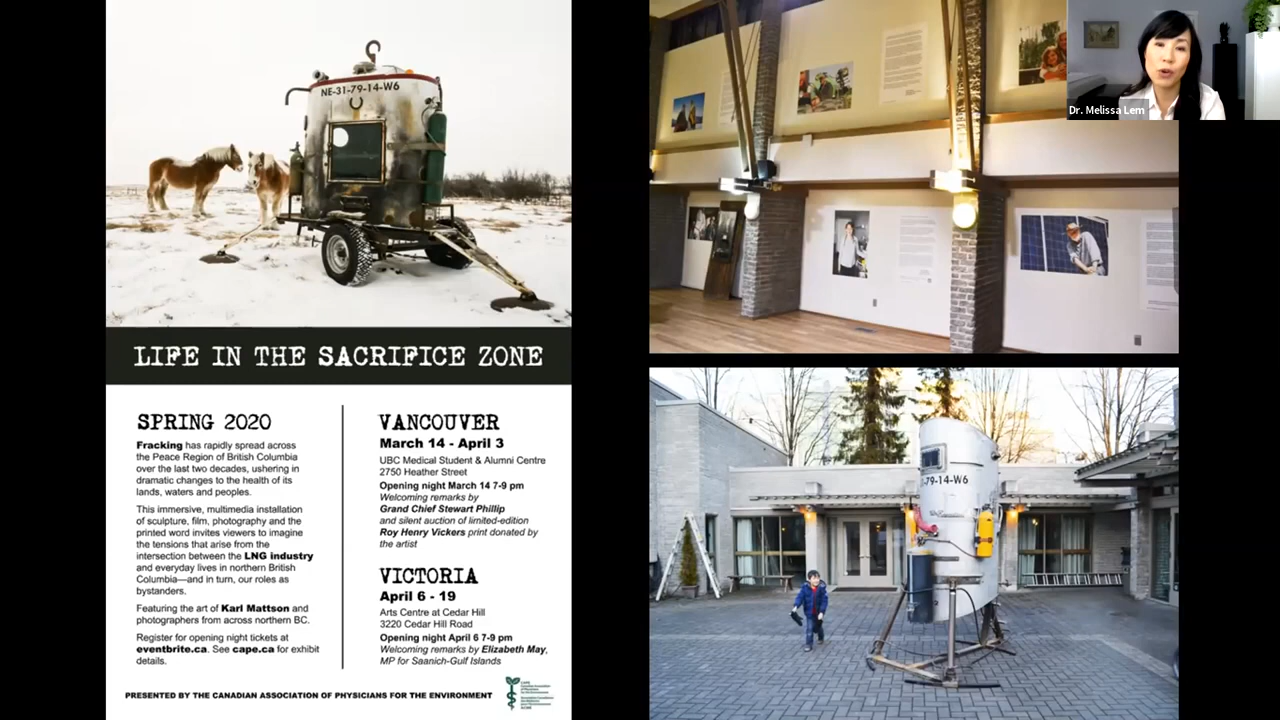 NE-31-79-14-W6
LIFE IN THE SACRIFICE ZONE
SPRING 2020
Fracking has rapidly spread across
the Peace Region of British Columbia
over the last two decades, ushering in
dramatic changes to the health of its
lands, waters and peoples.
This immersive, multimedia installation
of sculpture, film, photography and the
printed word invites viewers to imagine
the tensions that arise from the
intersection between the LNG industry
and everyday lives in northern British
Columbia—and in turn, our roles as
bystanders.
Featuring the art of Karl Mattson and
photographers from across northern BC.
Register for opening night tickets at
eventbrite.ca. See cape.ca for exhibit
details.
VANCOUVER
March 14 - April 3
UBC Medical Student & Alumni Centre
2750 Heather Street
Opening night March 14 7-9 pm
Welcoming remarks by
Grand Chief Stewart Phillip
and silent auction of limited-edition
Roy Henry Vickers print donated by
the artist
VICTORIA
April 6 - 19
Arts Centre at Cedar Hill
3220 Cedar Hill Road
Opening night April 6 7-9 pm
Welcoming remarks by Elizabeth May,
MP for Saanich-Gulf Islands
PRESENTED BY THE CANADIAN ASSOCIATION OF PHYSICIANS FOR THE ENVIRONMENT
Dr. Melissa Lem
-79-14-W6